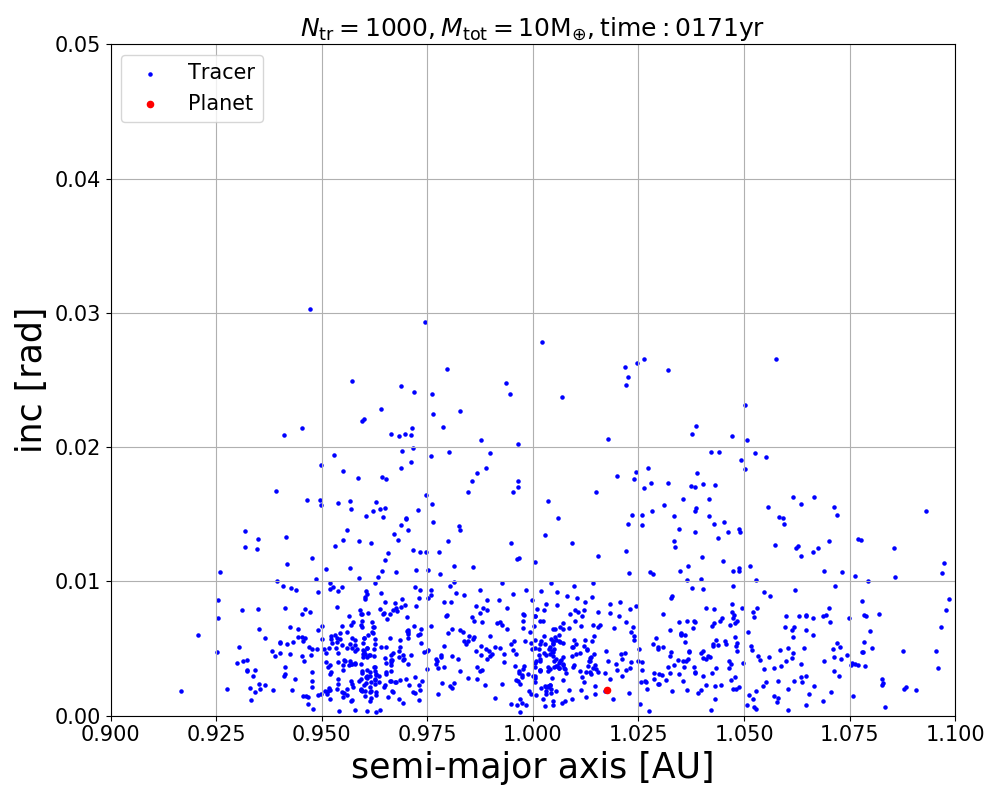 N_tr = 1000, M_tot = 10M_⊕, time : 0171yr
0.05
Tracer
Planet
0.04
0.03
0.02
0.01
0.00
inc [rad]
0.900 0.925 0.950 0.975 1.000 1.025 1.050 1.075 1.100
semi-major axis [AU]